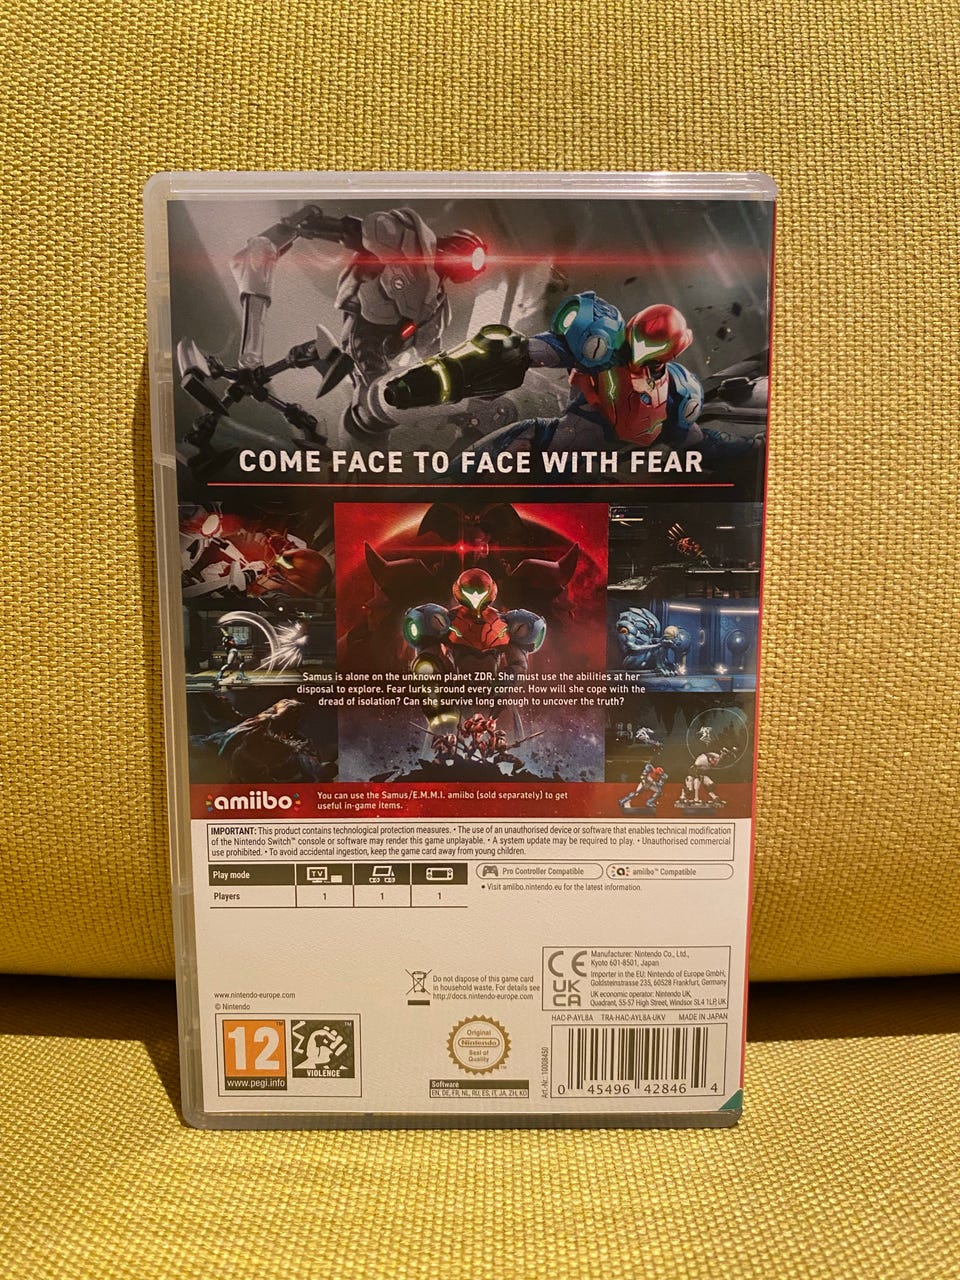 COME FACE TO FACE WITH FEAR
Samus is alone on the unknown planet ZDR. She must use the abilities at her
disposal to explore. Fear lurks around every corner. How will she cope with the
dread of isolation? Can she survive long enough to uncover the truth?
amiibo
You can use the Samus/E.M.M.I. amiibo (sold separately) to get
useful in-game items.
IMPORTANT: This product contains technological protection measures. • The use of an unauthorised device or software that enables technical modification
of the Nintendo Switch™ console or software may render this game unplayable. • A system update may be required to play. • Unauthorised commercial
use prohibited. • To avoid accidental ingestion, keep the game card away from young children.
Play mode
TV
Players 1 1 1
Pro Controller Compatible
amiibo™ Compatible
• Visit amiibo.nintendo.eu for the latest information.
www.nintendo-europe.com
© Nintendo
Do not dispose of this game card
in household waste. For details see
http://docs.nintendo-europe.com
CE
UK
CA
Manufacturer: Nintendo Co., Ltd.,
Kyoto 601-8501, Japan
Importer in the EU: Nintendo of Europe GmbH,
Goldsteinstrasse 235, 60528 Frankfurt, Germany
UK economic operator: Nintendo UK,
Quadrant, 55-57 High Street, Windsor SL4 1LP, UK
HAC-P-AYL8A TRA-HAC-AYL8A-UKV MADE IN JAPAN
12™
www.pegi.info
VIOLENCE
™
Original
Nintendo
Seal of
Quality
™
Software
EN, DE, FR, NL, RU, ES, IT, JA, ZH, KO
Art.-Nr.: 10008450
0 45496 42846 4